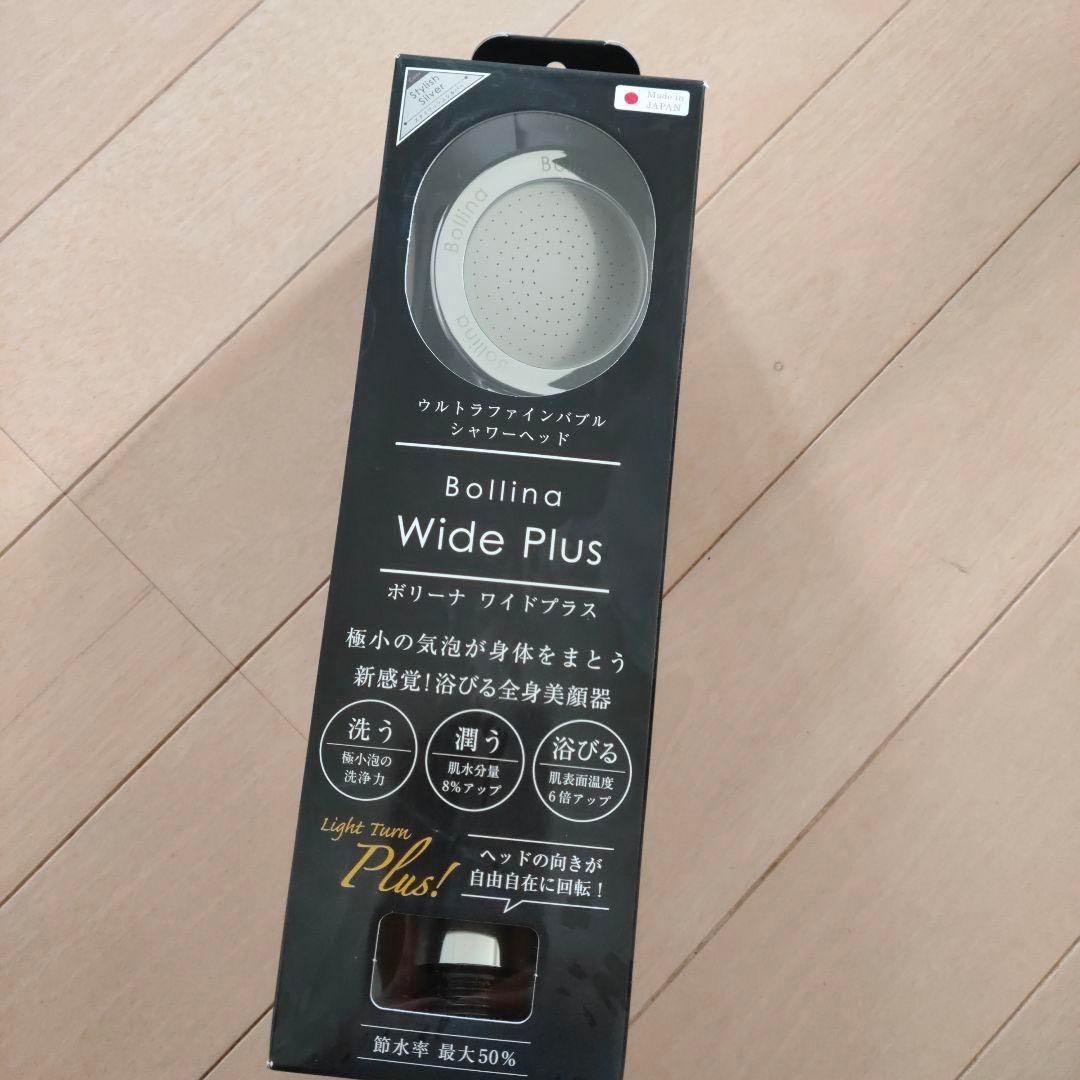 Stylish
Silver
Made in
JAPAN
Bollina
Bollina
ウルトラファインバブル
シャワーヘッド
Bollina
Wide Plus
ボリーナ ワイドプラス
極小の気泡が身体をまとう
新感覚!浴びる全身美顔器
洗う
極小泡の
洗浄力
潤う
肌水分量
8%アップ
浴びる
肌表面温度
6倍アップ
Light Turn
Plus!
ヘッドの向きが
自由自在に回転!
節水率 最大50%